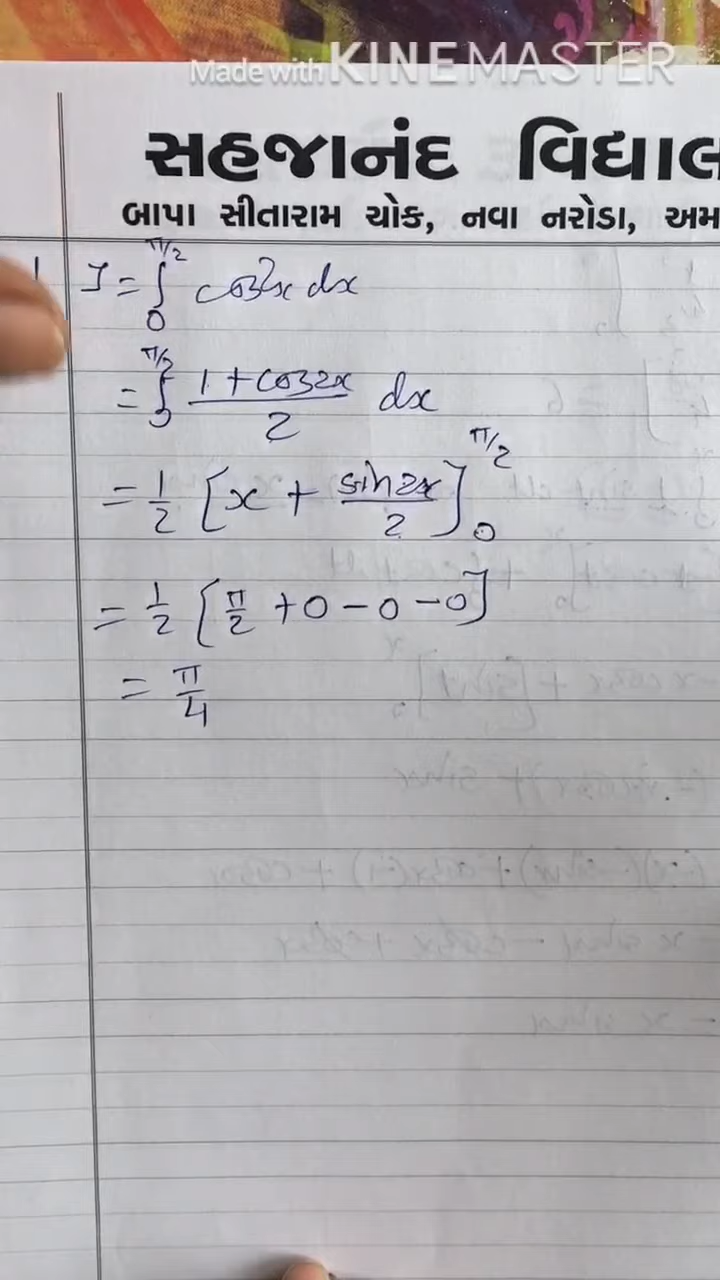 Made with KINEMASTER
સહજાનંદ વિદ્યાલ
બાપા સીતારામ ચોક, નવા નરોડા, અમ
1 I = ∫₀^{π/2} cos²x dx
= ∫₀^{π/2} (1 + cos2x)/2 dx
= 1/2 [x + sin2x/2]₀^{π/2}
= 1/2 [π/2 + 0 - 0 - 0]
= π/4